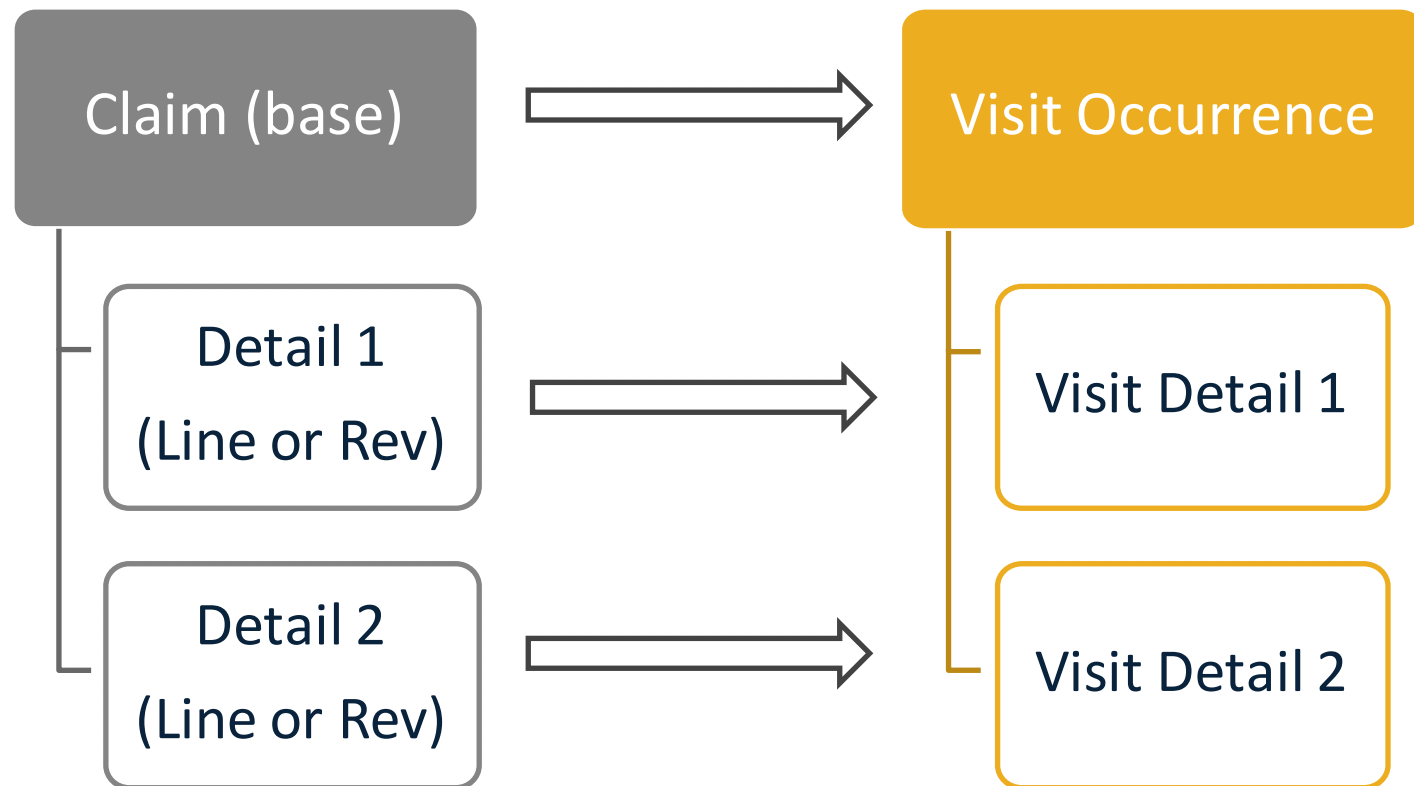 Claim (base)
Visit Occurrence
Detail 1
(Line or Rev)
Visit Detail 1
Detail 2
(Line or Rev)
Visit Detail 2